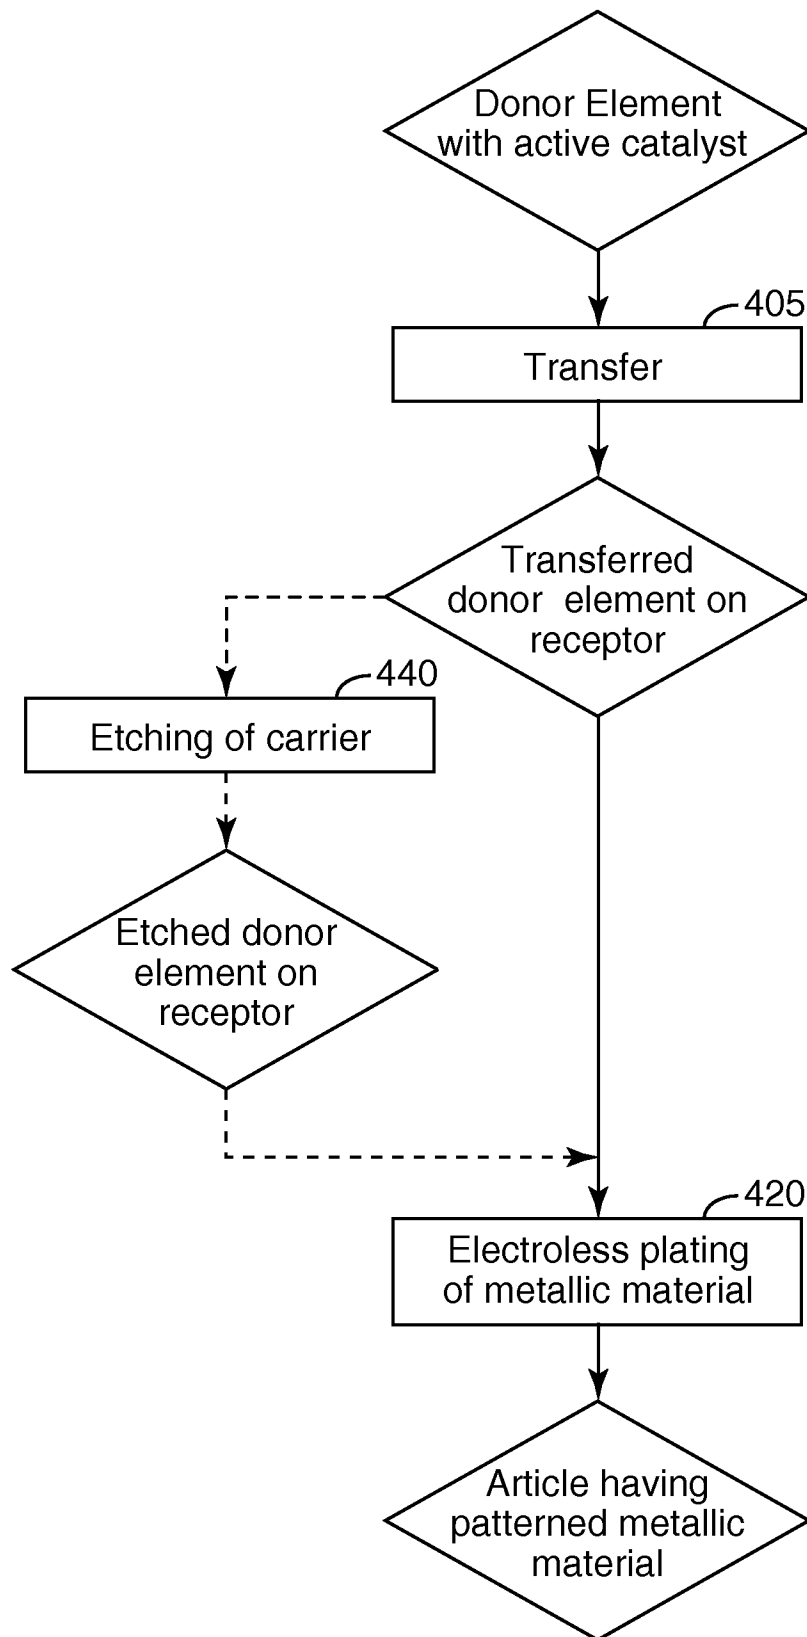 Donor Element
with active catalyst
405
Transfer
Transferred
donor element on
receptor
440
Etching of carrier
Etched donor
element on
receptor
420
Electroless plating
of metallic material
Article having
patterned metallic
material